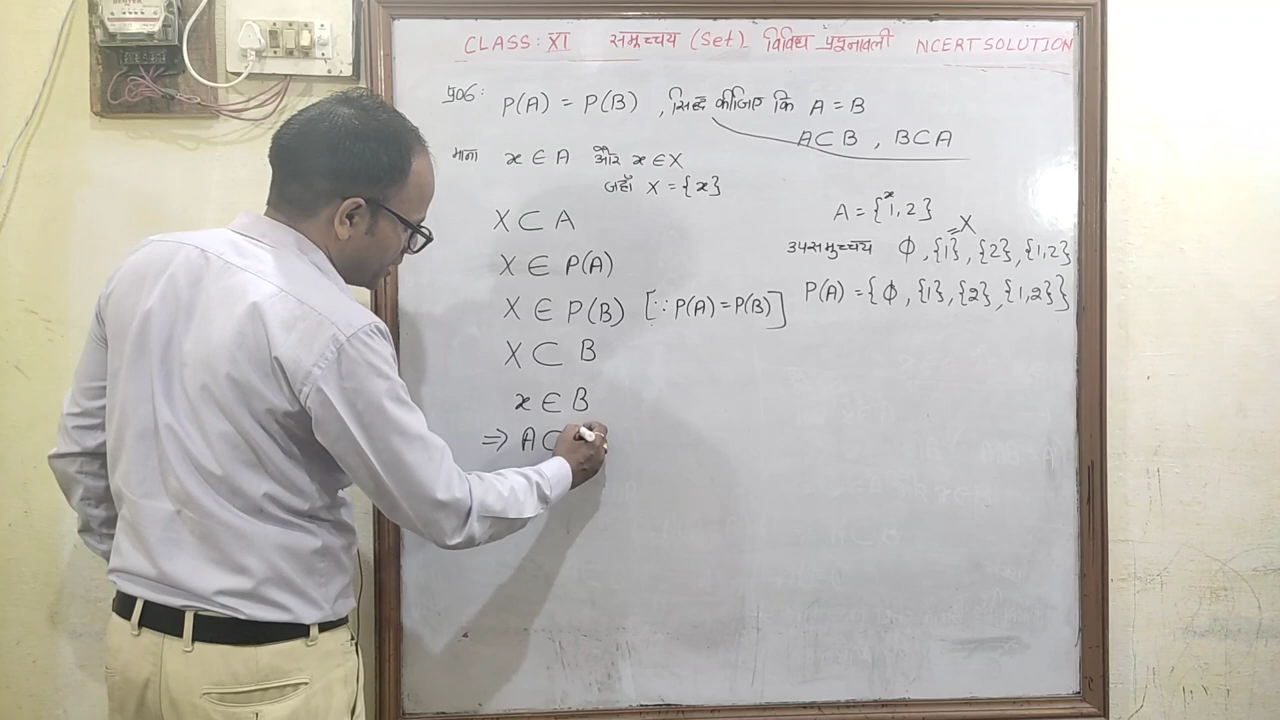 CLASS: XI समुच्चय (Set) विविध प्रश्नावली NCERT SOLUTION
प्र06: P(A) = P(B) , सिद्ध कीजिए कि A = B
A⊂B , B⊂A
माना x ∈ A और x ∈ X
जहाँ X = {x}
X ⊂ A
X ∈ P(A)
X ∈ P(B) [∵ P(A) = P(B)]
X ⊂ B
x ∈ B
⇒ A ⊂
x
A = {1,2}
= X
उपसमुच्चय ϕ , {1} , {2} , {1,2}
P(A) = {ϕ , {1} , {2} , {1,2}}